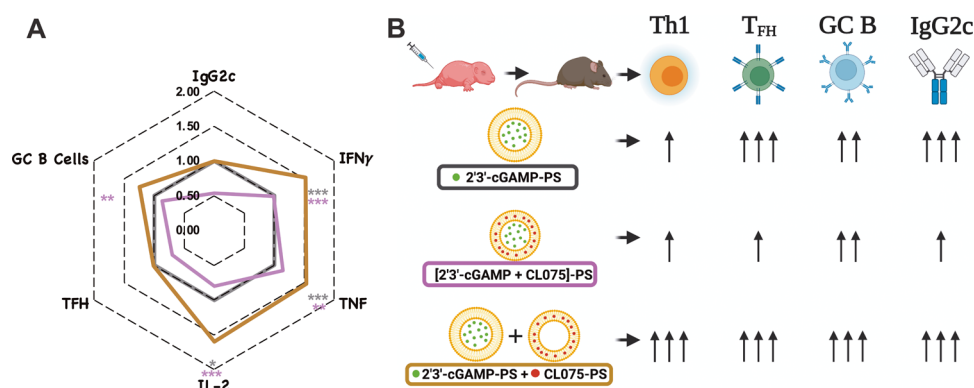 A
IgG2c
2.00
1.50
1.00
0.50
0.00
GC B Cells
**
IFNγ
***
***
TFH
TNF
***
**
*
***
IL-2
B
Th1
TFH
GC B
IgG2c
2'3'-cGAMP-PS
[2'3'-cGAMP + CL075]-PS
+
2'3'-cGAMP-PS + CL075-PS